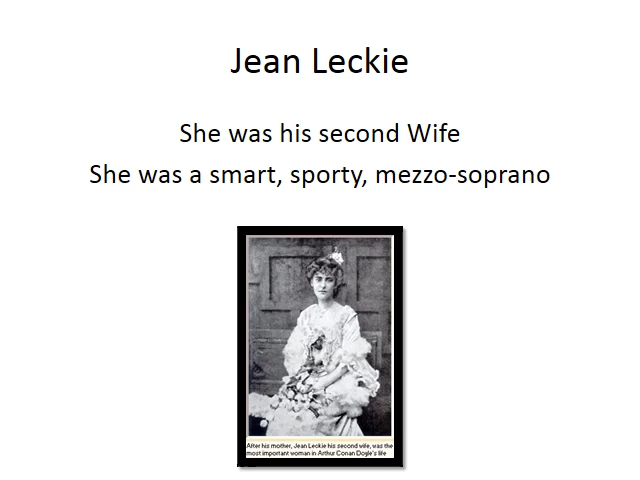 Jean Leckie
She was his second Wife
She was a smart, sporty, mezzo-soprano
After his mother, Jean Leckie his second wife, was the
most important woman in Arthur Conan Dogle's life